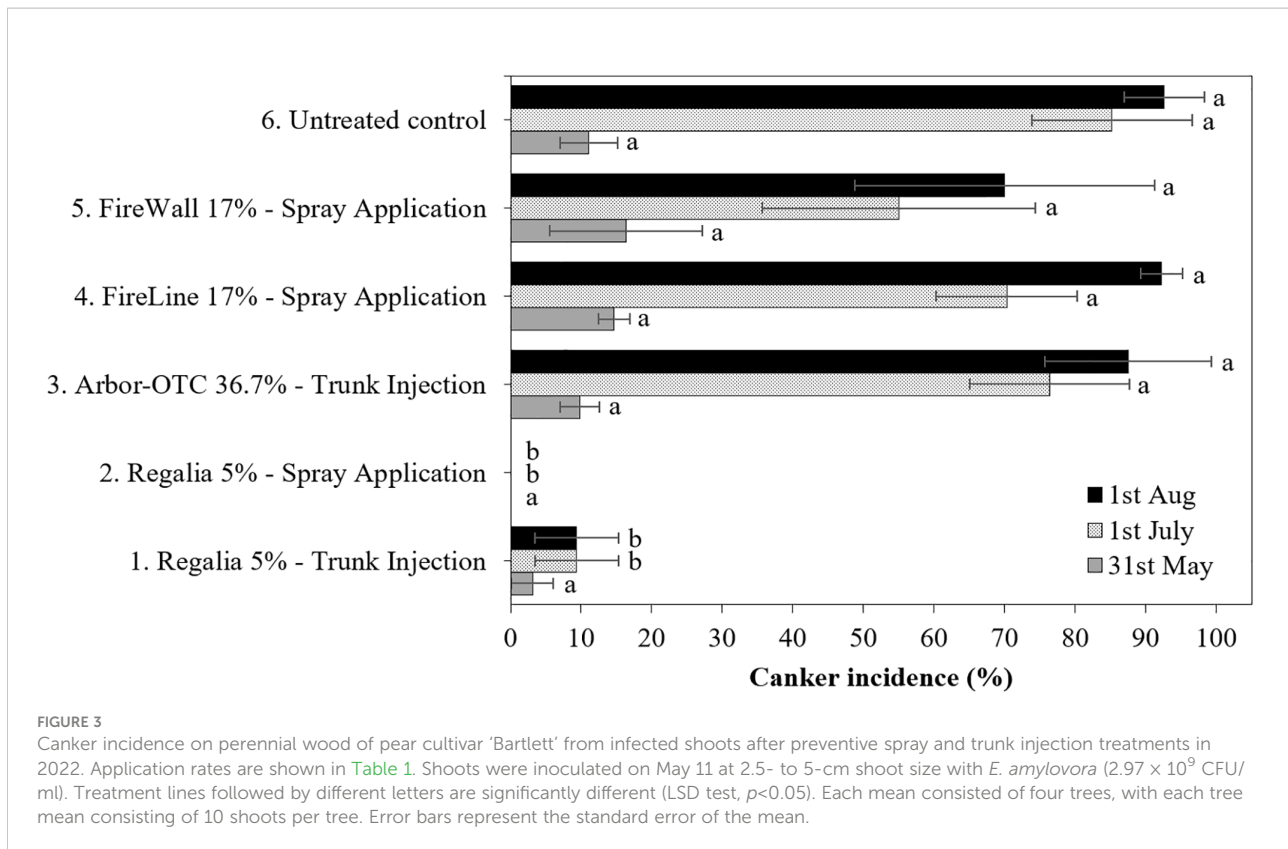 6. Untreated control
a
a
a
5. FireWall 17% - Spray Application
a
a
a
4. FireLine 17% - Spray Application
a
a
a
3. Arbor-OTC 36.7% - Trunk Injection
a
a
a
2. Regalia 5% - Spray Application
b
b
a
1. Regalia 5% - Trunk Injection
b
b
a
1st Aug
1st July
31st May
0 10 20 30 40 50 60 70 80 90 100
Canker incidence (%)
FIGURE 3
Canker incidence on perennial wood of pear cultivar ‘Bartlett’ from infected shoots after preventive spray and trunk injection treatments in
2022. Application rates are shown in Table 1. Shoots were inoculated on May 11 at 2.5- to 5-cm shoot size with E. amylovora (2.97 × 10⁹ CFU/
ml). Treatment lines followed by different letters are significantly different (LSD test, p<0.05). Each mean consisted of four trees, with each tree
mean consisting of 10 shoots per tree. Error bars represent the standard error of the mean.